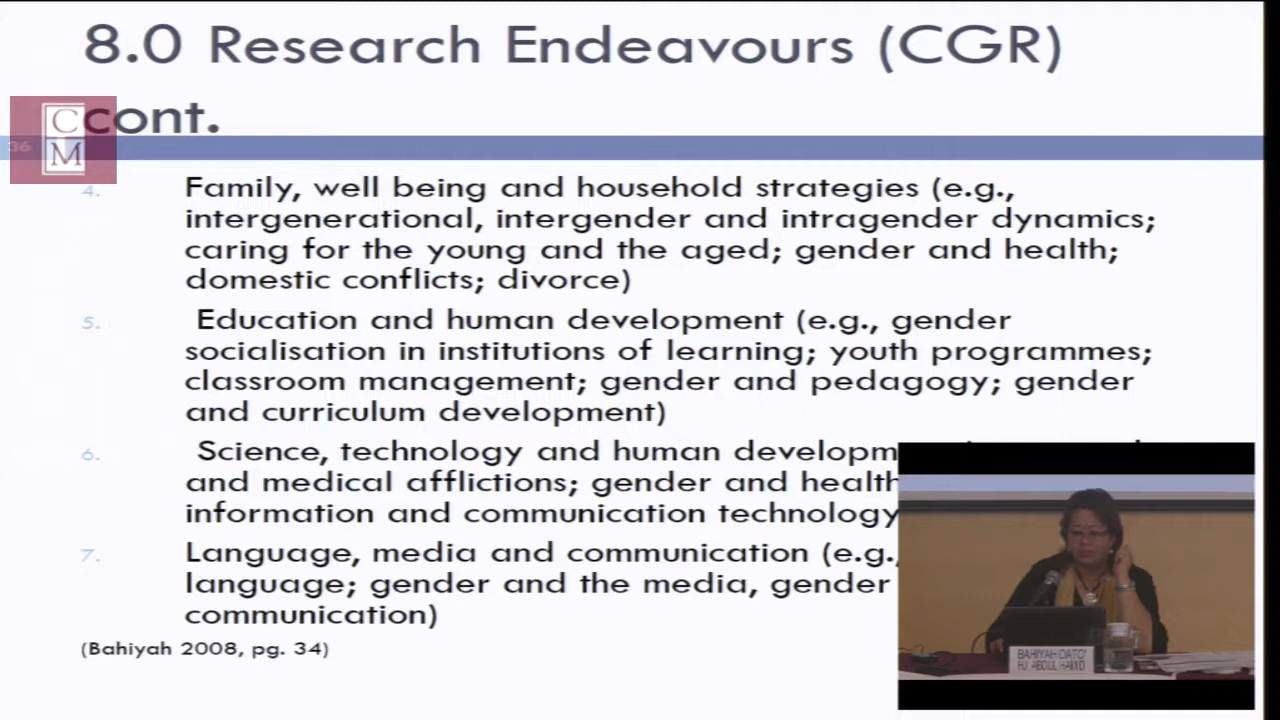 8.0 Research Endeavours (CGR)
cont.
CM
36
4. Family, well being and household strategies (e.g.,
intergenerational, intergender and intragender dynamics;
caring for the young and the aged; gender and health;
domestic conflicts; divorce)
5. Education and human development (e.g., gender
socialisation in institutions of learning; youth programmes;
classroom management; gender and pedagogy; gender
and curriculum development)
6. Science, technology and human
and medical afflictions; gender and health
information and communication technology
7. Language, media and communication (e.g.,
language; gender and the media, gender
communication)
(Bahiyah 2008, pg. 34)
BAHIYAH DATO'
HJ. ABDUL HAMID